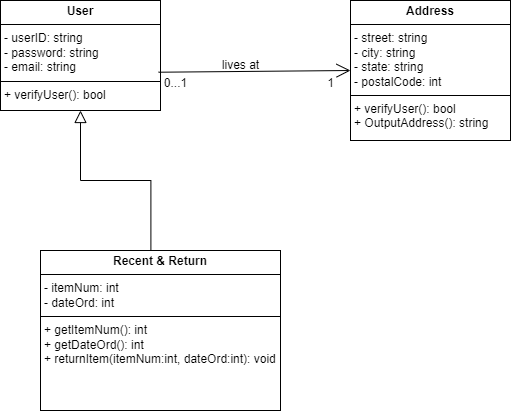 User
- userID: string
- password: string
- email: string
+ verifyUser(): bool
lives at
0...1
1
Address
- street: string
- city: string
- state: string
- postalCode: int
+ verifyUser(): bool
+ OutputAddress(): string
Recent & Return
- itemNum: int
- dateOrd: int
+ getItemNum(): int
+ getDateOrd(): int
+ returnItem(itemNum:int, dateOrd:int): void